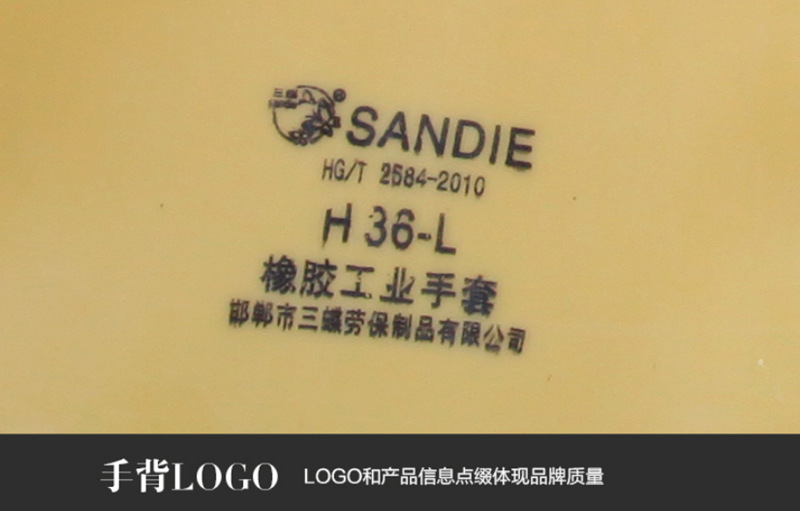 三蝶
® SANDIE
HG/T 2584-2010
H 36-L
橡胶工业手套
邯郸市三蝶劳保制品有限公司
手背LOGO LOGO和产品信息点缀体现品牌质量